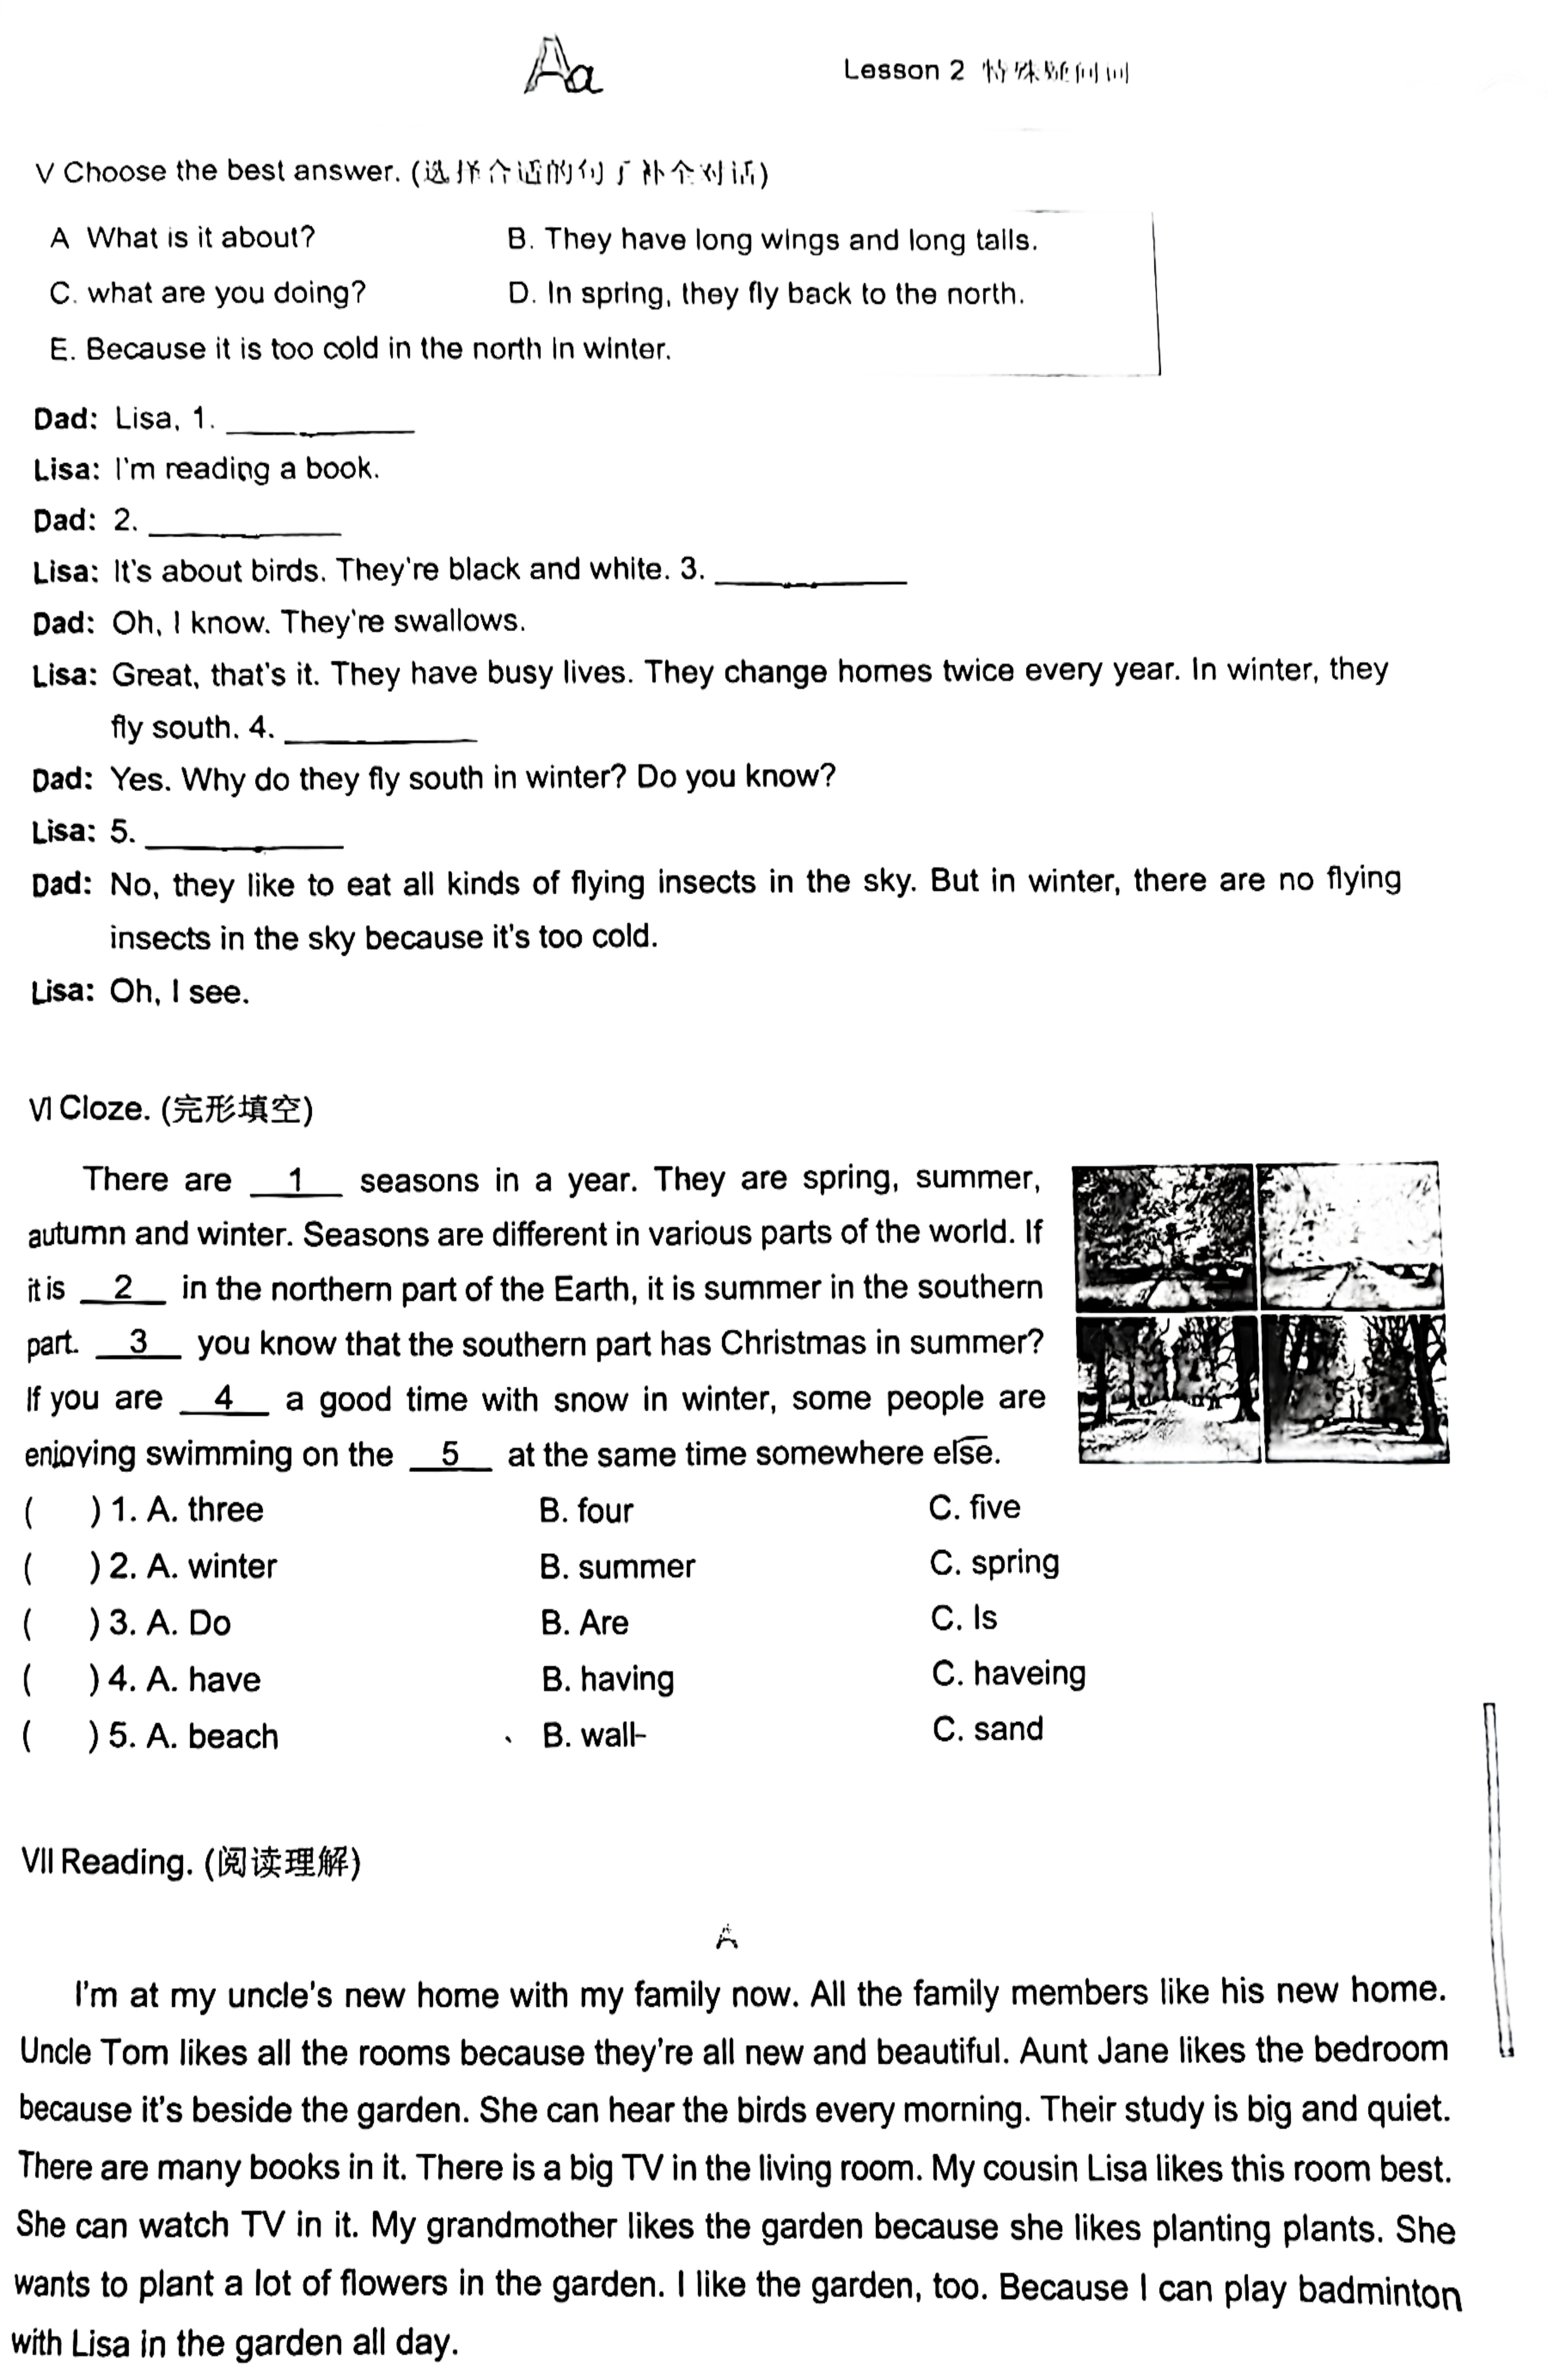 Aa
Lesson 2 特殊疑问词
V Choose the best answer. (选择合适的句子补全对话)
A What is it about?
B. They have long wings and long tails.
C. what are you doing?
D. In spring, they fly back to the north.
E. Because it is too cold in the north in winter.
Dad: Lisa, 1. ________
Lisa: I'm reading a book.
Dad: 2. ________
Lisa: It's about birds. They're black and white. 3. ________
Dad: Oh, I know. They're swallows.
Lisa: Great, that's it. They have busy lives. They change homes twice every year. In winter, they
fly south. 4. ________
Dad: Yes. Why do they fly south in winter? Do you know?
Lisa: 5. ________
Dad: No, they like to eat all kinds of flying insects in the sky. But in winter, there are no flying
insects in the sky because it's too cold.
Lisa: Oh, I see.
VI Cloze. (完形填空)
There are __1__ seasons in a year. They are spring, summer,
autumn and winter. Seasons are different in various parts of the world. If
it is __2__ in the northern part of the Earth, it is summer in the southern
part. __3__ you know that the southern part has Christmas in summer?
If you are __4__ a good time with snow in winter, some people are
enjoying swimming on the __5__ at the same time somewhere else.
( ) 1. A. three B. four C. five
( ) 2. A. winter B. summer C. spring
( ) 3. A. Do B. Are C. Is
( ) 4. A. have B. having C. haveing
( ) 5. A. beach B. wall- C. sand
VII Reading. (阅读理解)
A
I'm at my uncle's new home with my family now. All the family members like his new home.
Uncle Tom likes all the rooms because they're all new and beautiful. Aunt Jane likes the bedroom
because it's beside the garden. She can hear the birds every morning. Their study is big and quiet.
There are many books in it. There is a big TV in the living room. My cousin Lisa likes this room best.
She can watch TV in it. My grandmother likes the garden because she likes planting plants. She
wants to plant a lot of flowers in the garden. I like the garden, too. Because I can play badminton
with Lisa in the garden all day.